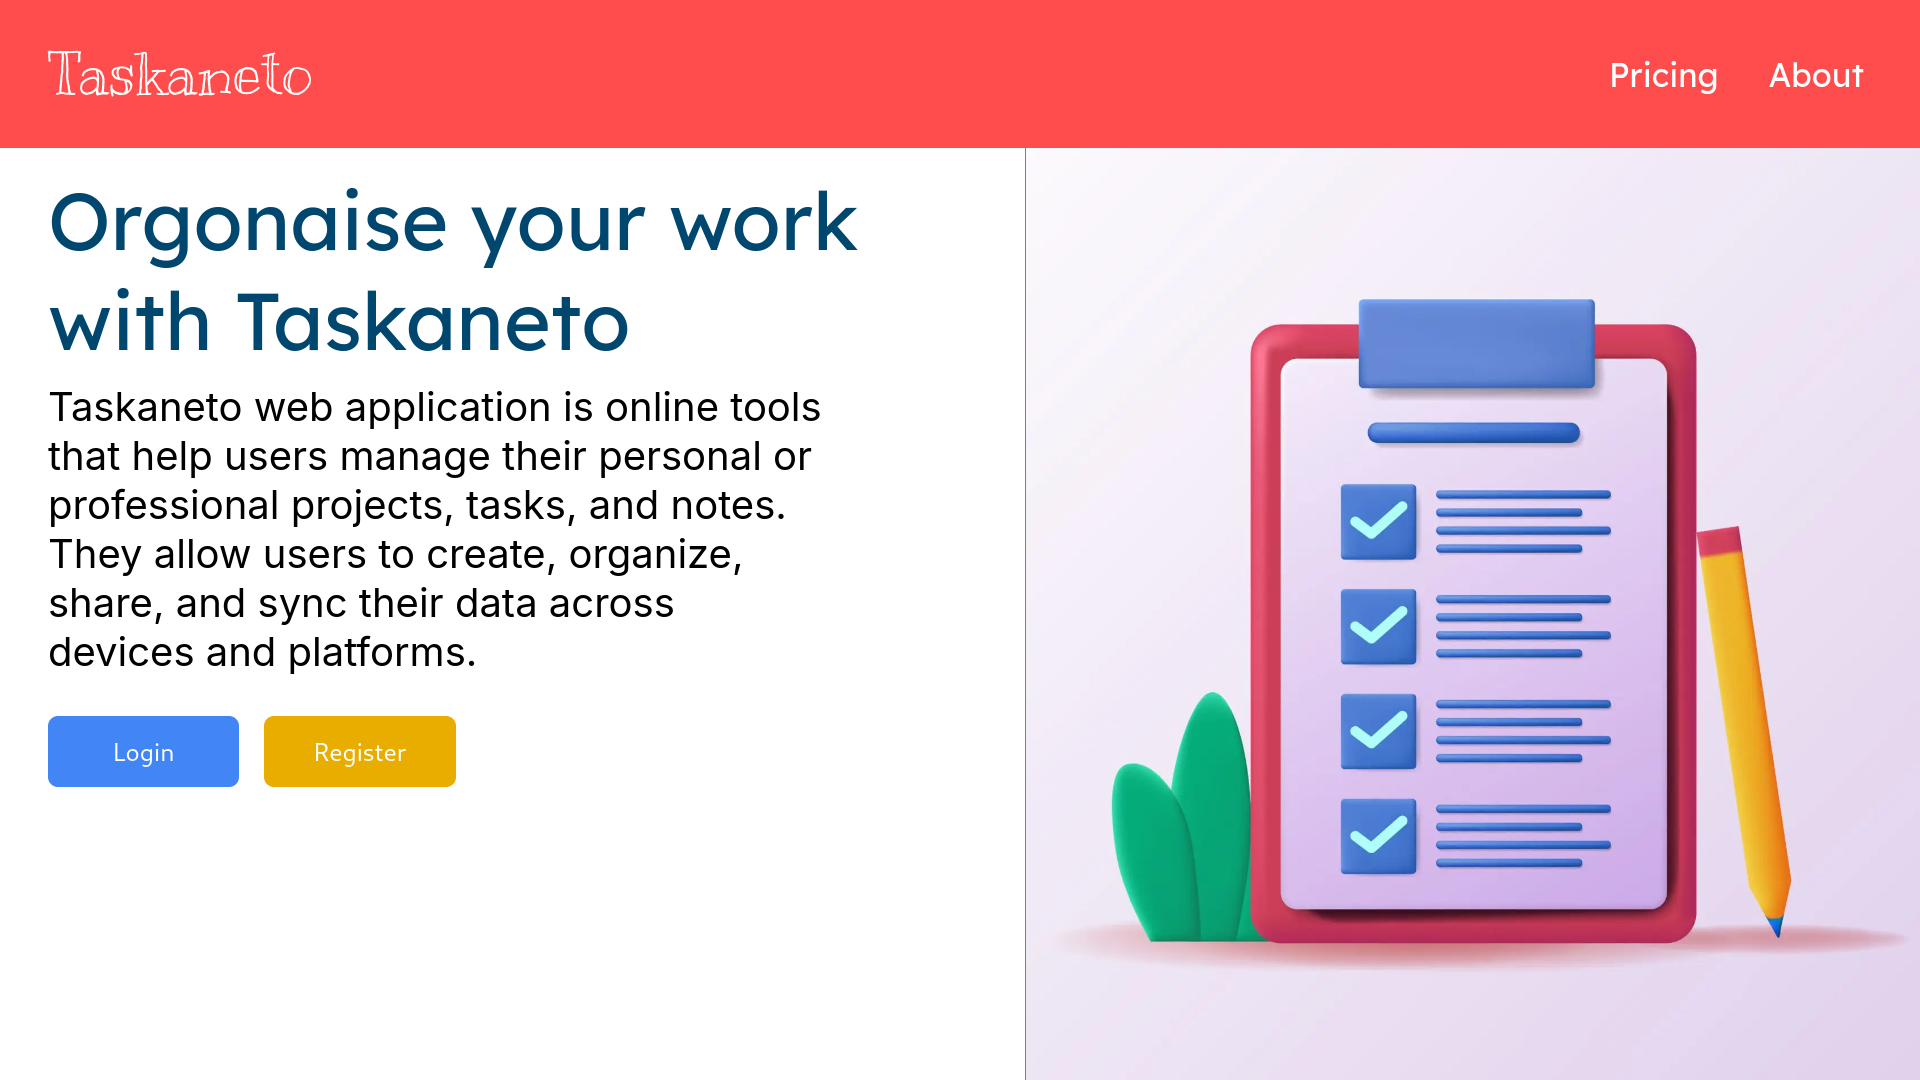 Taskaneto
Pricing
About
Orgonaise your work
with Taskaneto
Taskaneto web application is online tools
that help users manage their personal or
professional projects, tasks, and notes.
They allow users to create, organize,
share, and sync their data across
devices and platforms.
Login
Register